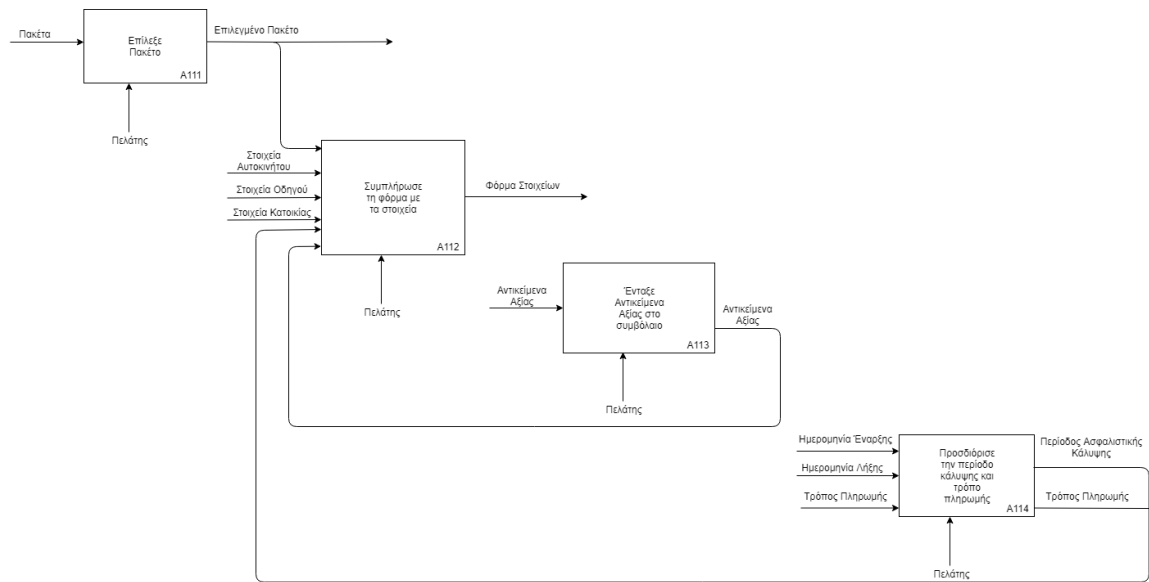 Πακέτα
Επίλεξε
Πακέτο
A111
Επιλεγμένο Πακέτο
Πελάτης
Στοιχεία
Αυτοκινήτου
Στοιχεία Οδηγού
Στοιχεία Κατοικίας
Συμπλήρωσε
τη φόρμα με
τα στοιχεία
A112
Φόρμα Στοιχείων
Πελάτης
Αντικείμενα
Αξίας
Ένταξε
Αντικείμενα
Αξίας στο
συμβόλαιο
A113
Αντικείμενα
Αξίας
Πελάτης
Ημερομηνία Έναρξης
Ημερομηνία Λήξης
Τρόπος Πληρωμής
Προσδιόρισε
την περίοδο
κάλυψης και
τρόπο
πληρωμής
A114
Περίοδος Ασφαλιστικής
Κάλυψης
Τρόπος Πληρωμής
Πελάτης